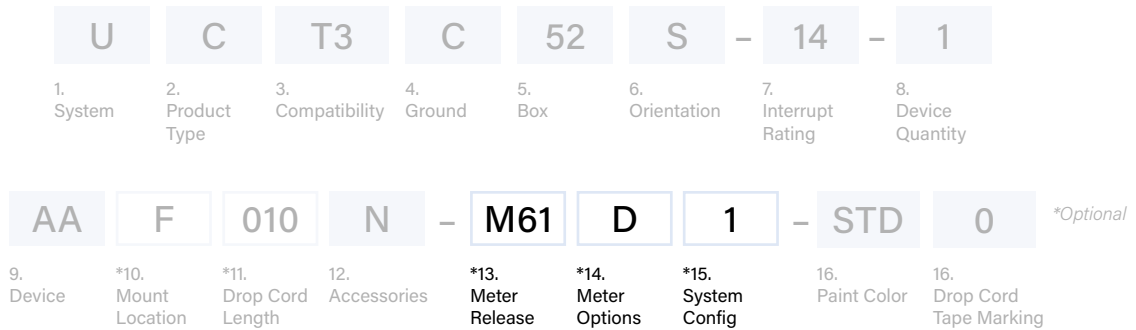 U C T3 C 52 S – 14 – 1
1. 2. 3. 4. 5. 6. 7. 8.
System Product Compatibility Ground Box Orientation Interrupt Device
Type Rating Quantity
AA F 010 N – M61 D 1 – STD 0 *Optional
9. *10. *11. 12. *13. *14. *15. 16. 16.
Device Mount Drop Cord Accessories Meter Meter System Paint Color Drop Cord
Location Length Release Options Config Tape Marking